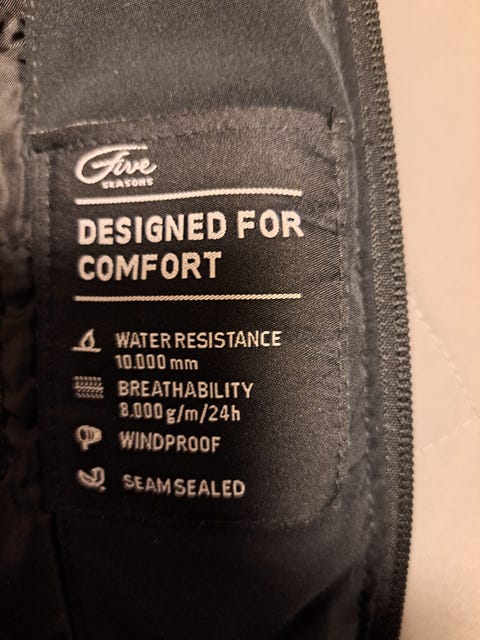 Five
SEASONS
DESIGNED FOR
COMFORT
WATER RESISTANCE
10.000 mm
BREATHABILITY
8.000 g/m/24h
WINDPROOF
SEAM SEALED